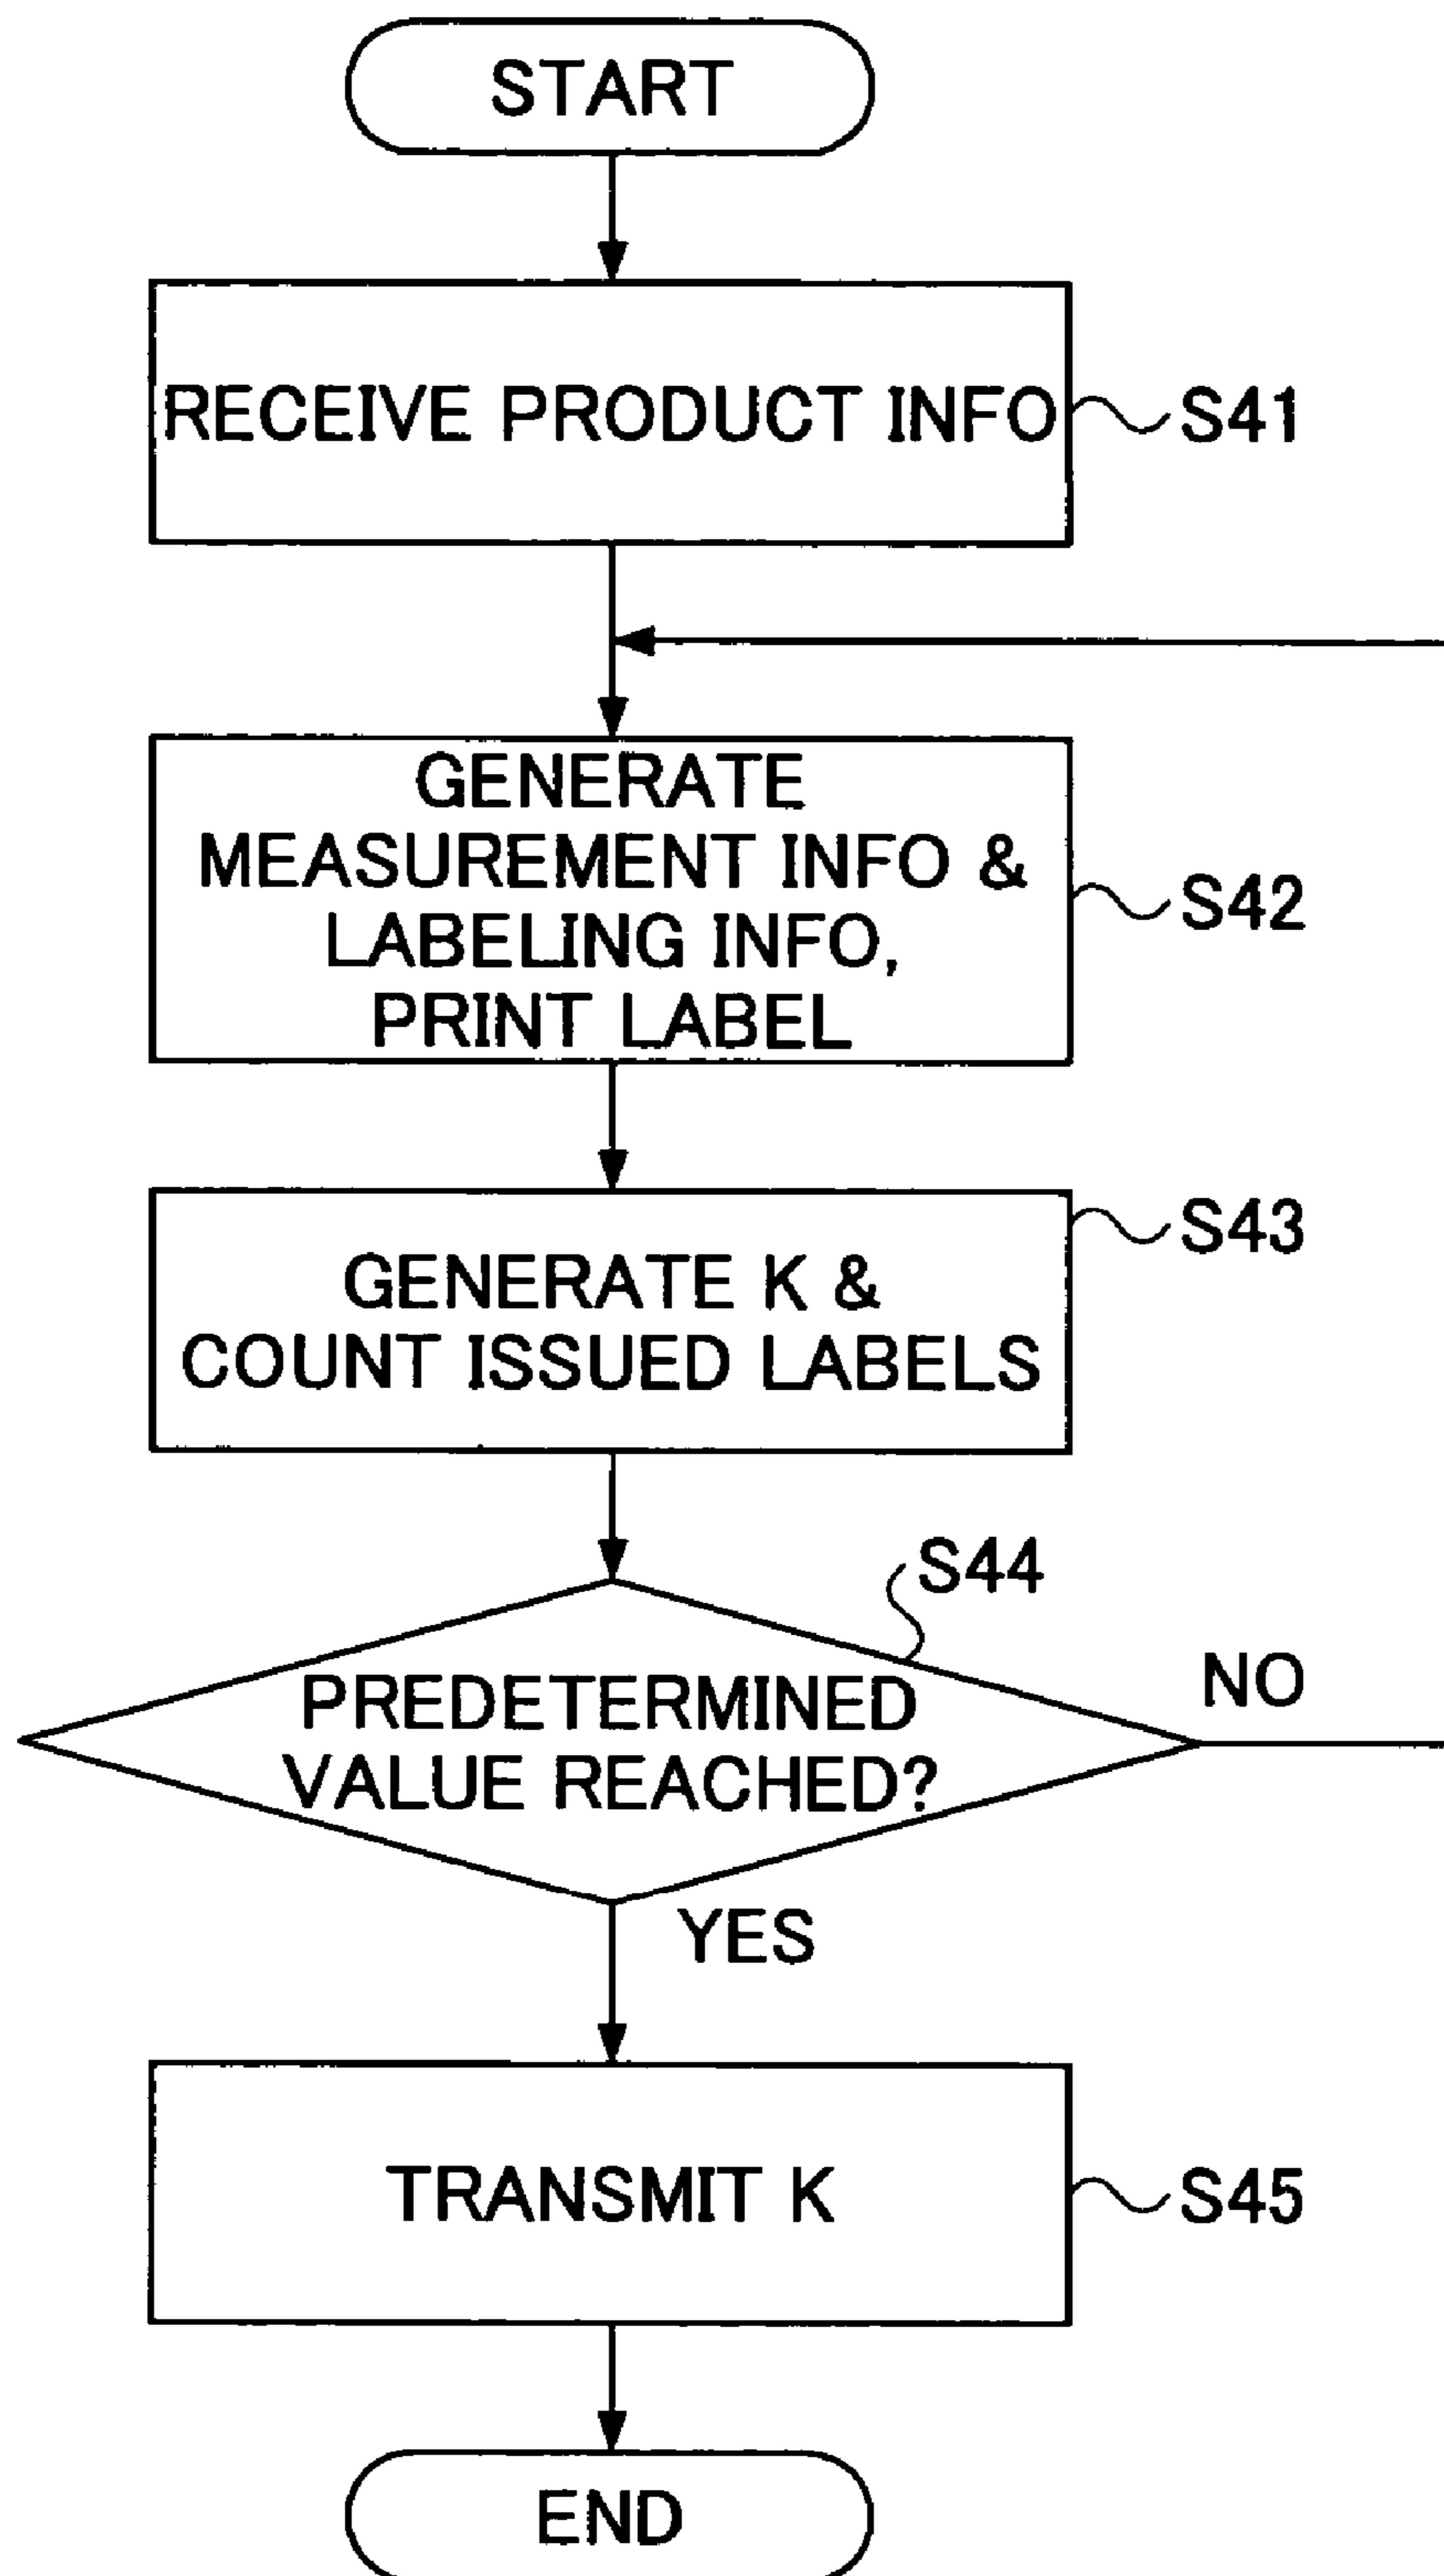 START
RECEIVE PRODUCT INFO
S41
GENERATE
MEASUREMENT INFO &
LABELING INFO,
PRINT LABEL
S42
S43
GENERATE K &
COUNT ISSUED LABELS
S44
PREDETERMINED
VALUE REACHED?
NO
YES
TRANSMIT K
S45
END